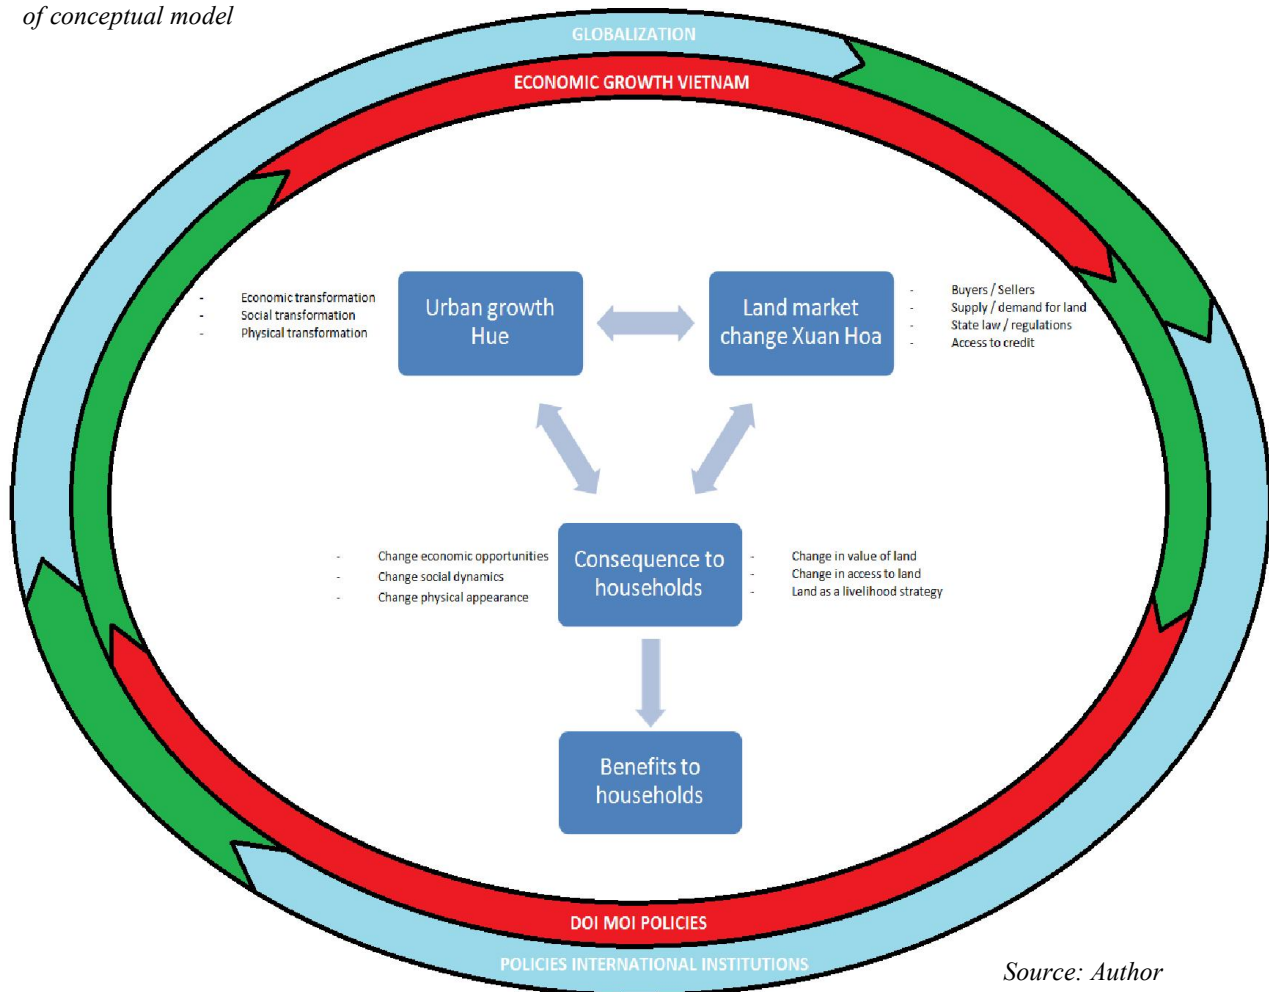 of conceptual model
GLOBALIZATION
ECONOMIC GROWTH VIETNAM
- Economic transformation
- Social transformation
- Physical transformation
Urban growth
Hue
Land market
change Xuan Hoa
- Buyers / Sellers
- Supply / demand for land
- State law / regulations
- Access to credit
- Change economic opportunities
- Change social dynamics
- Change physical appearance
Consequence to
households
- Change in value of land
- Change in access to land
- Land as a livelihood strategy
Benefits to
households
DOI MOI POLICIES
POLICIES INTERNATIONAL INSTITUTIONS
Source: Author